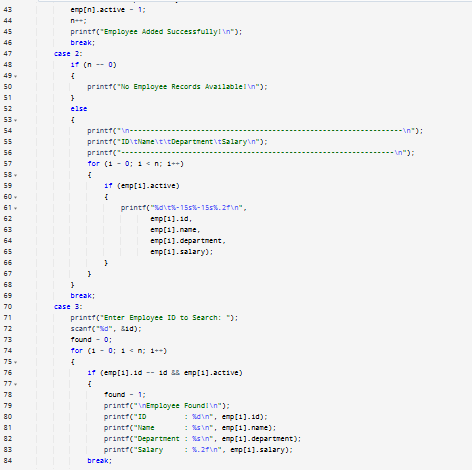 43 emp[n].active = 1;
44 n++;
45 printf("Employee Added Successfully!\n");
46 break;
47 case 2:
48 if (n == 0)
49 {
50 printf("No Employee Records Available!\n");
51 }
52 else
53 {
54 printf("\n----------------------------------------------------------------\n");
55 printf("ID\tName\t\tDepartment\tSalary\n");
56 printf("----------------------------------------------------------------\n");
57 for (i = 0; i < n; i++)
58 {
59 if (emp[i].active)
60 {
61 printf("%d\t%-15s%-15s%.2f\n",
62 emp[i].id,
63 emp[i].name,
64 emp[i].department,
65 emp[i].salary);
66 }
67 }
68 }
69 break;
70 case 3:
71 printf("Enter Employee ID to Search: ");
72 scanf("%d", &id);
73 found = 0;
74 for (i = 0; i < n; i++)
75 {
76 if (emp[i].id == id && emp[i].active)
77 {
78 found = 1;
79 printf("\nEmployee Found!\n");
80 printf("ID : %d\n", emp[i].id);
81 printf("Name : %s\n", emp[i].name);
82 printf("Department : %s\n", emp[i].department);
83 printf("Salary : %.2f\n", emp[i].salary);
84 break;